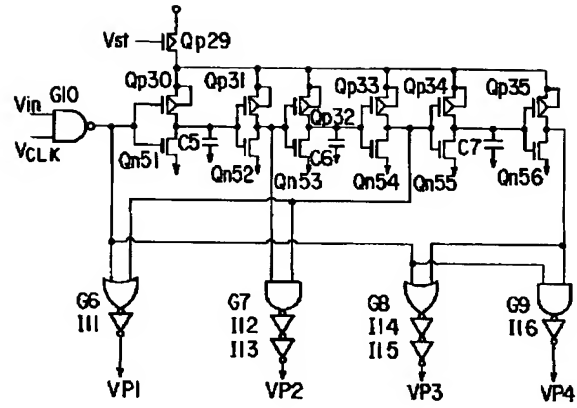 Vst
Qp29
Qp30
Qp31
Qp32
Qp33
Qp34
Qp35
G10
Vin
VCLK
Qn51
C5
Qn52
Qn53
C6
Qn54
Qn55
C7
Qn56
G6
G7
G8
G9
I11
I12
I14
I16
I13
I15
VP1
VP2
VP3
VP4